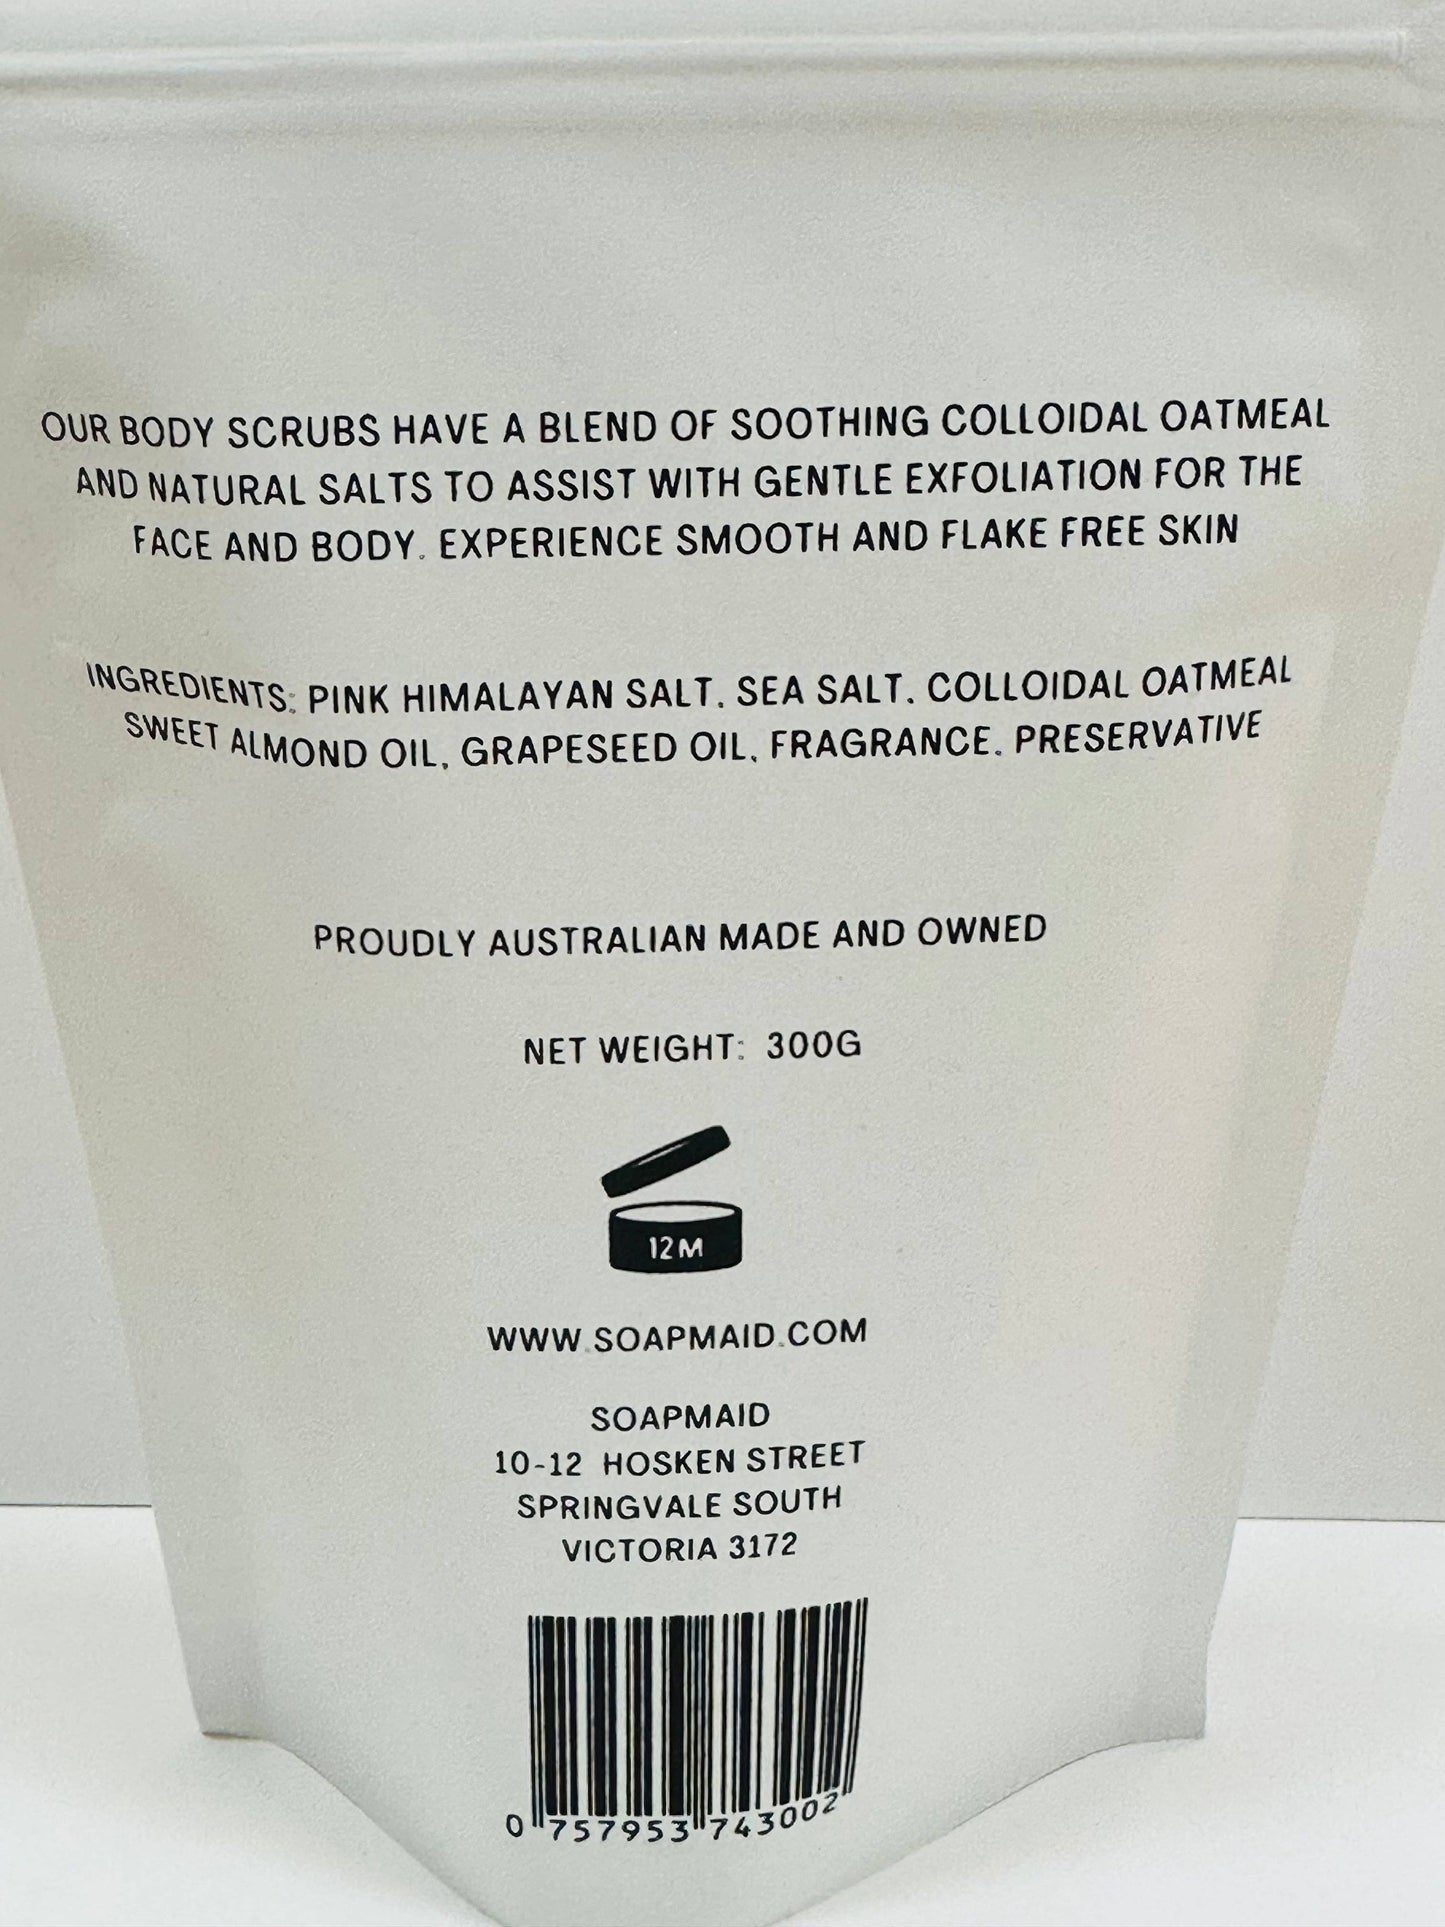 OUR BODY SCRUBS HAVE A BLEND OF SOOTHING COLLOIDAL OATMEAL
AND NATURAL SALTS TO ASSIST WITH GENTLE EXFOLIATION FOR THE
FACE AND BODY. EXPERIENCE SMOOTH AND FLAKE FREE SKIN
INGREDIENTS: PINK HIMALAYAN SALT. SEA SALT. COLLOIDAL OATMEAL
SWEET ALMOND OIL, GRAPESEED OIL, FRAGRANCE. PRESERVATIVE
PROUDLY AUSTRALIAN MADE AND OWNED
NET WEIGHT: 300G
12M
WWW.SOAPMAID.COM
SOAPMAID
10-12 HOSKEN STREET
SPRINGVALE SOUTH
VICTORIA 3172
0 757953 743002